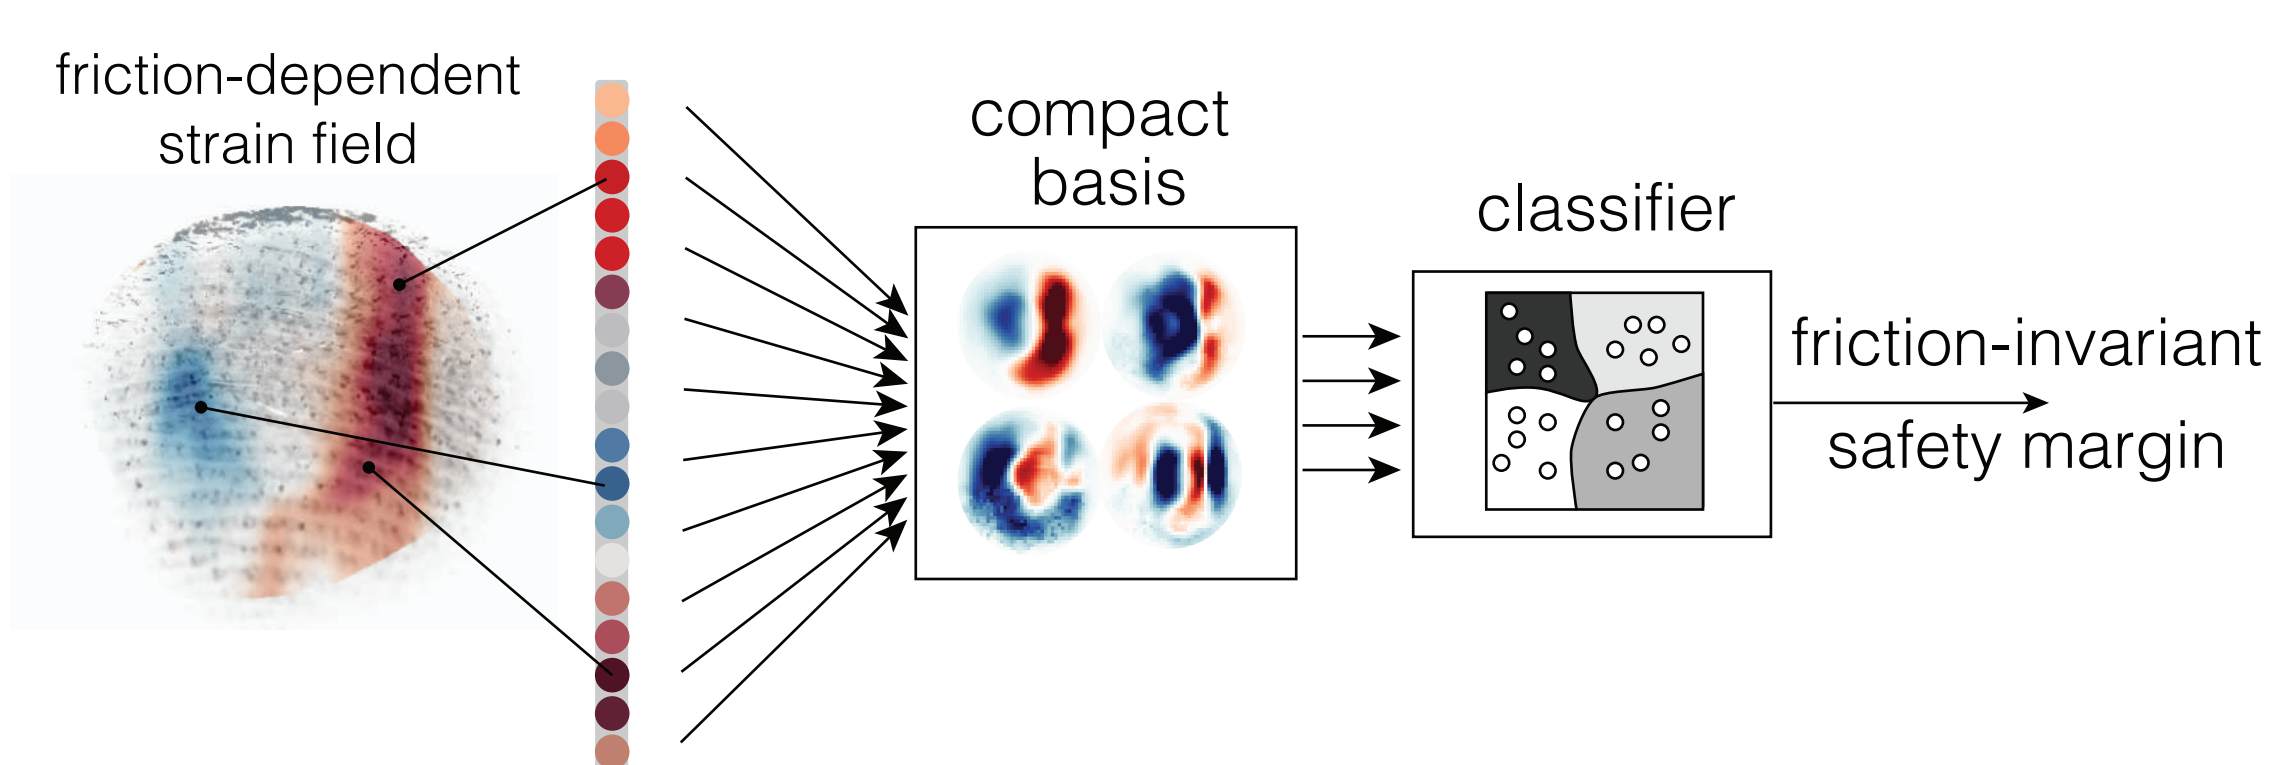 friction-dependent
strain field
compact
basis
classifier
friction-invariant
safety margin